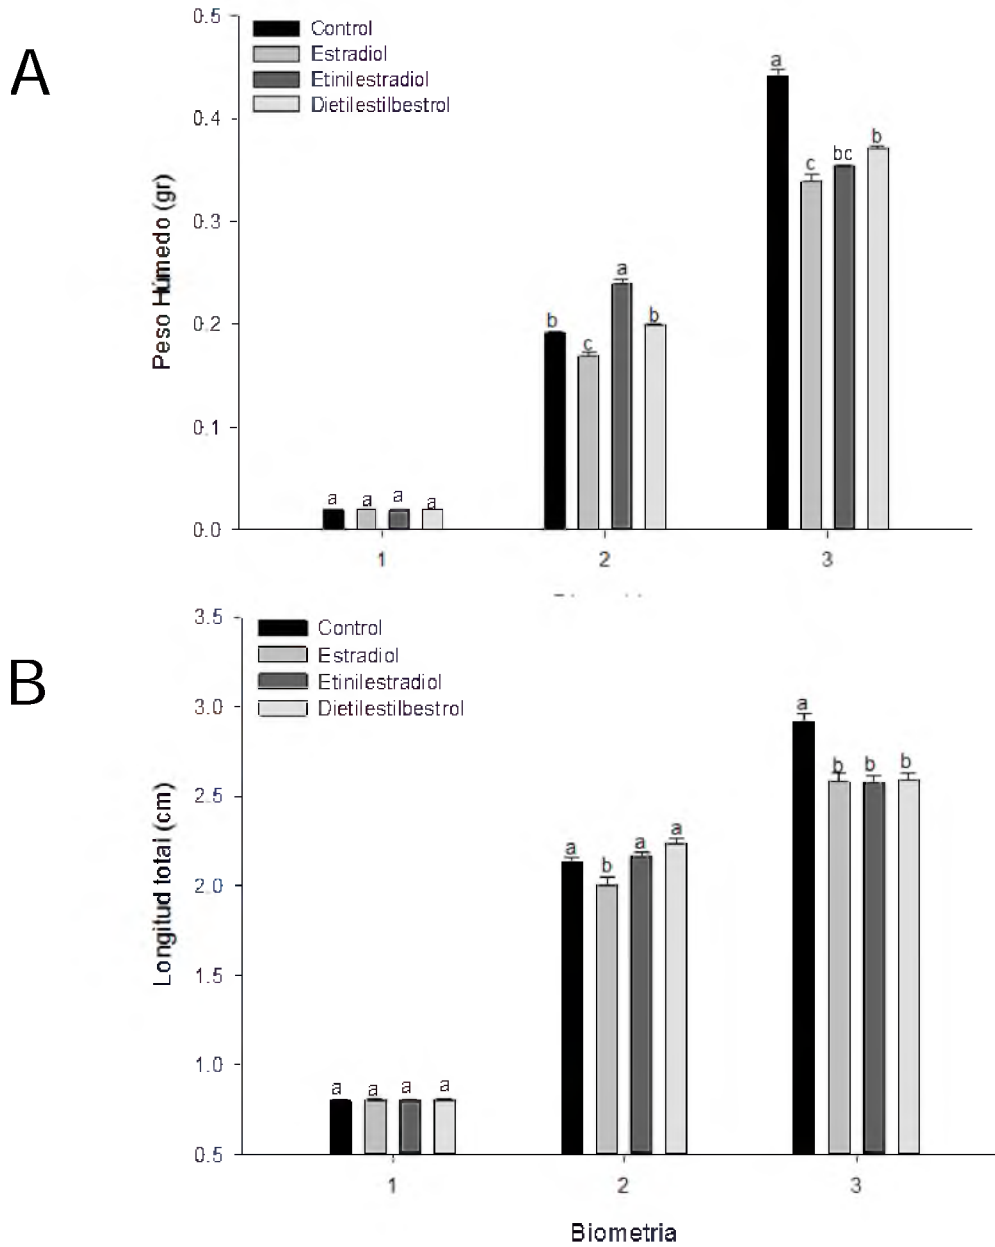 A
0.5
0.4
0.3
0.2
0.1
0.0
Peso Húmedo (gr)
Control
Estradiol
Etinilestradiol
Dietilestilbestrol
a a a a
b c a b
a c bc b
1 2 3
B
3.5
3.0
2.5
2.0
1.5
1.0
0.5
Longitud total (cm)
Control
Estradiol
Etinilestradiol
Dietilestilbestrol
a a a a
a b a a
a b b b
1 2 3
Biometria